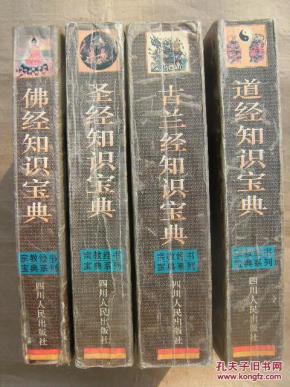 佛经知识宝典
宗教经书
宝典系列
四川人民出版社
圣经知识宝典
宗教经书
宝典系列
四川人民出版社
古兰经知识宝典
宗教经书
宝典系列
四川人民出版社
道经知识宝典
宗教经书
宝典系列
四川人民出版社
孔夫子旧书网